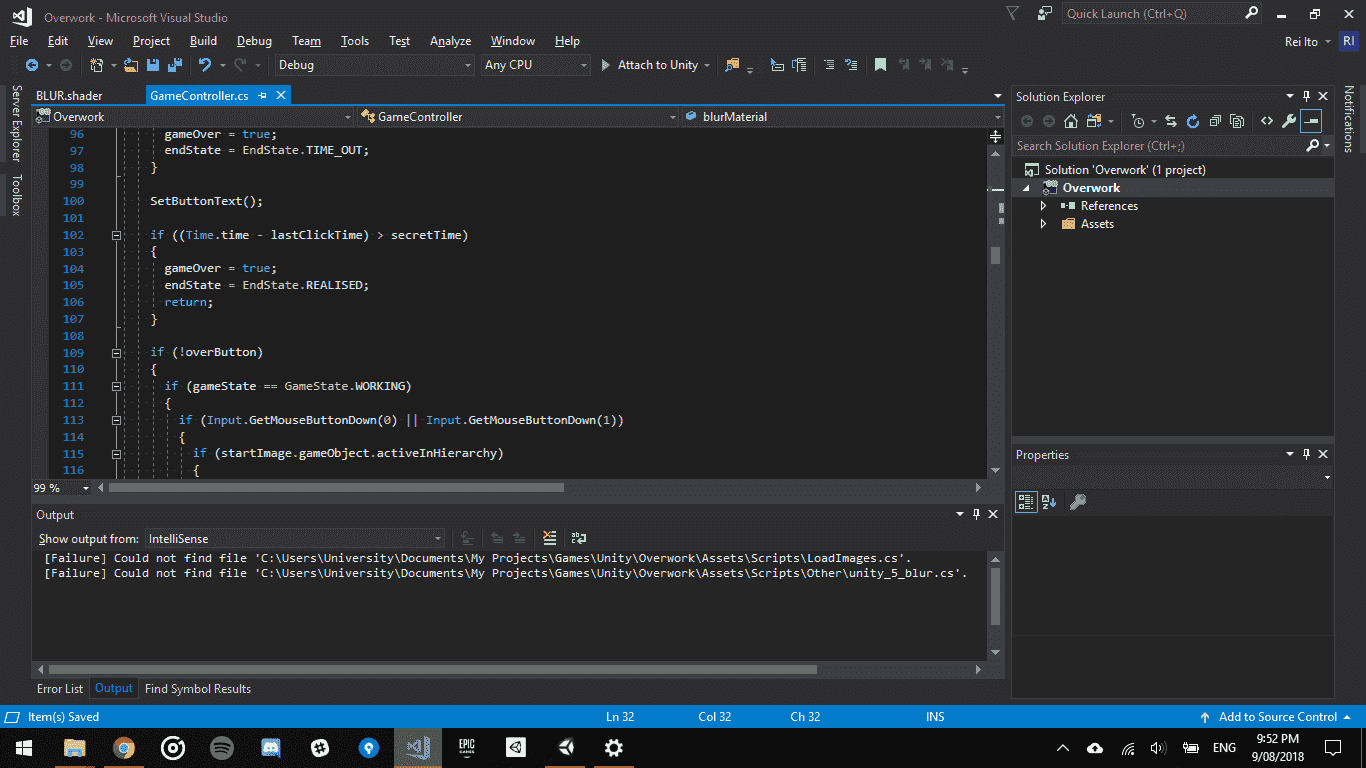 Overwork - Microsoft Visual Studio
Quick Launch (Ctrl+Q)
File Edit View Project Build Debug Team Tools Test Analyze Window Help
Rei Ito RI
Debug Any CPU Attach to Unity
Server Explorer
Toolbox
BLUR.shader GameController.cs
Overwork GameController blurMaterial
96 gameOver = true;
97 endState = EndState.TIME_OUT;
98 }
99
100 SetButtonText();
101
102 if ((Time.time - lastClickTime) > secretTime)
103 {
104 gameOver = true;
105 endState = EndState.REALISED;
106 return;
107 }
108
109 if (!overButton)
110 {
111 if (gameState == GameState.WORKING)
112 {
113 if (Input.GetMouseButtonDown(0) || Input.GetMouseButtonDown(1))
114 {
115 if (startImage.gameObject.activeInHierarchy)
116 {
99 %
Output
Show output from: IntelliSense
[Failure] Could not find file 'C:\Users\University\Documents\My Projects\Games\Unity\Overwork\Assets\Scripts\LoadImages.cs'.
[Failure] Could not find file 'C:\Users\University\Documents\My Projects\Games\Unity\Overwork\Assets\Scripts\Other\unity_5_blur.cs'.
Error List Output Find Symbol Results
Solution Explorer
Search Solution Explorer (Ctrl+;)
Solution 'Overwork' (1 project)
Overwork
References
Assets
Properties
Notifications
Item(s) Saved Ln 32 Col 32 Ch 32 INS Add to Source Control
EPIC
GAMES
ENG
9:52 PM
9/08/2018